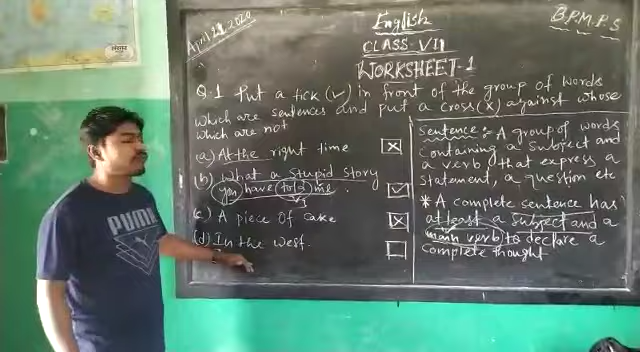 April 21, 2020
English
B.P.M.P.S
CLASS-VII
WORKSHEET-1
Q.1 Put a tick (✓) in front of the group of words
which are sentences and put a cross (x) against whose
which are not
(a) At the right time
(b) What a stupid story
you have told me.
V1
(c) A piece of cake
(d) In the west.
Sentence:- A group of words
containing a subject and
a verb, that express a
statement, a question etc
* A complete sentence has
at least a subject and a
main verb to declare a
complete thought
PUMA